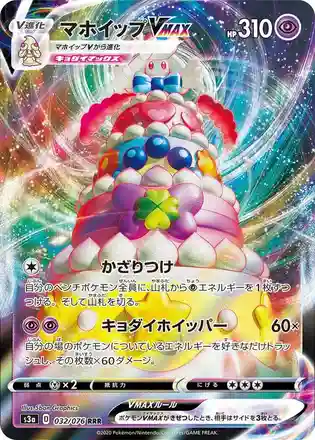 V進化
マホイップVMAX
HP 310
マホイップVから進化
キョダイマックス
かざりつけ
自分のベンチポケモン全員に、山札から エネルギーを1枚ずつ
つける。そして山札を切る。
キョダイホイッパー 60×
自分の場のポケモンについているエネルギーを好きなだけトラッ
シュし、その枚数×60ダメージ。
弱点 ×2 抵抗力 にげる
Illus. 5ban Graphics
VMAXルール
s3a D 032/076 RRR
ポケモンVMAXがきぜつしたとき、相手はサイドを3枚とる。
©2020 Pokémon/Nintendo/Creatures/GAME FREAK.